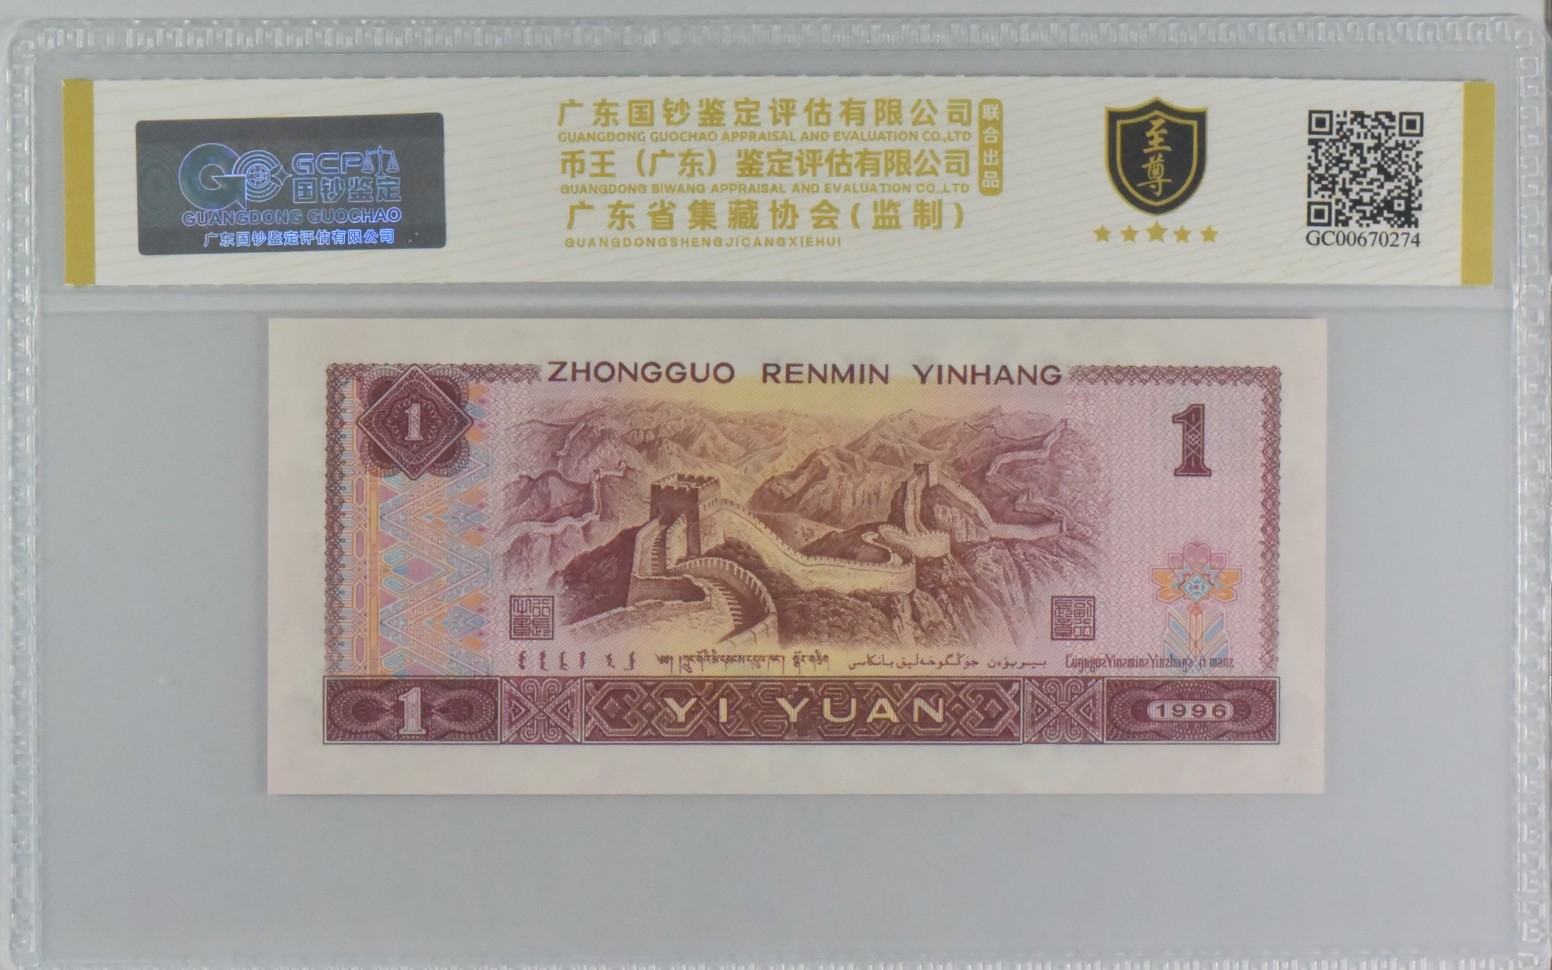 广东国钞鉴定评估有限公司
GUANGDONG GUOCHAO APPRAISAL AND EVALUATION CO.,LTD
币王（广东）鉴定评估有限公司
GUANGDONG BIWANG APPRAISAL AND EVALUATION CO.,LTD
广东省集藏协会(监制)
GUANGDONGSHENGJICANGXIEHUI
联合出品
GCP
国钞鉴定
GUANGDONG GUOCHAO
广东国钞鉴定评估有限公司
至尊
GC00670274
ZHONGGUO RENMIN YINHANG
1
1
1
YI YUAN
1996